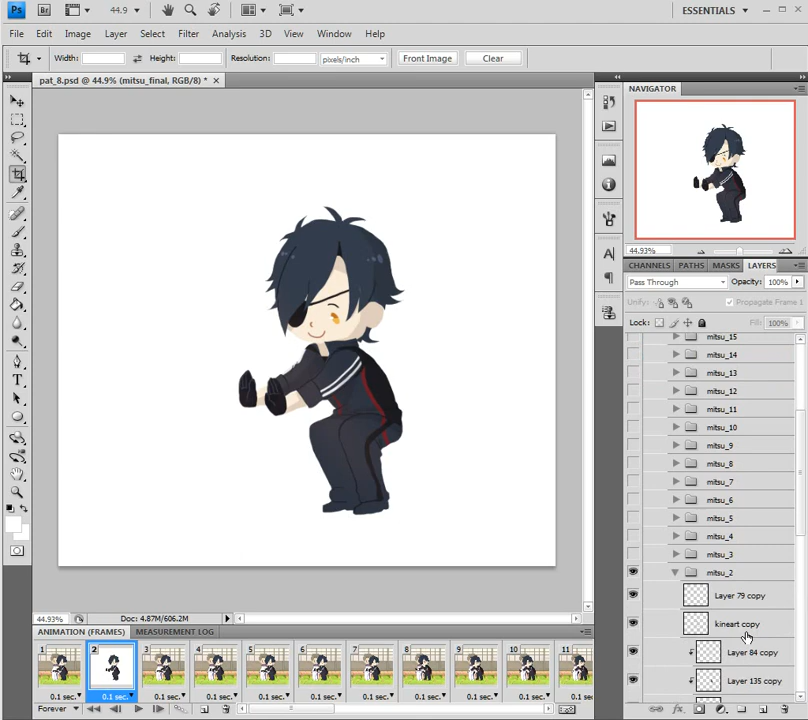 Ps Br 44.9 ESSENTIALS
File Edit Image Layer Select Filter Analysis 3D View Window Help
Width: Height: Resolution: pixels/inch Front Image Clear
pat_8.psd @ 44.9% (mitsu_final, RGB/8) * ×
NAVIGATOR
44.93%
CHANNELS PATHS MASKS LAYERS
Pass Through Opacity: 100%
Unify: Propagate Frame 1
Lock: Fill: 100%
mitsu_15
mitsu_14
mitsu_13
mitsu_12
mitsu_11
mitsu_10
mitsu_9
mitsu_8
mitsu_7
mitsu_6
mitsu_5
mitsu_4
mitsu_3
mitsu_2
Layer 79 copy
kineart copy
Layer 84 copy
Layer 135 copy
44.93% Doc: 4.87M/606.2M
ANIMATION (FRAMES) MEASUREMENT LOG
1 2 3 4 5 6 7 8 9 10 11
0.1 sec. 0.1 sec. 0.1 sec. 0.1 sec. 0.1 sec. 0.1 sec. 0.1 sec. 0.1 sec. 0.1 sec. 0.1 sec. 0.1 sec.
Forever